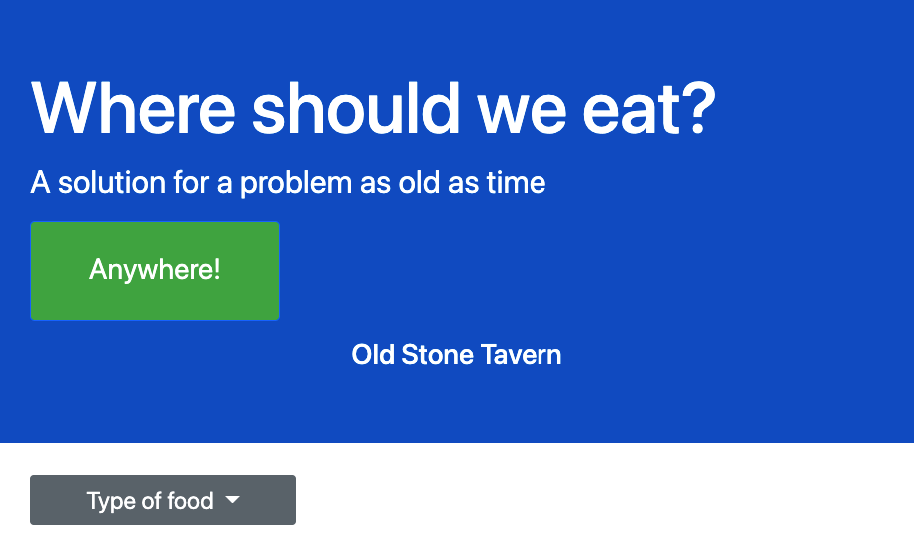 Where should we eat?
A solution for a problem as old as time
Anywhere!
Old Stone Tavern
Type of food